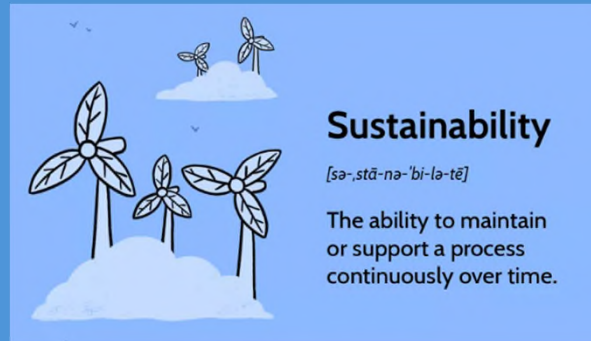 Sustainability
[sə-ˌstā-nə-ˈbi-lə-tē]
The ability to maintain
or support a process
continuously over time.